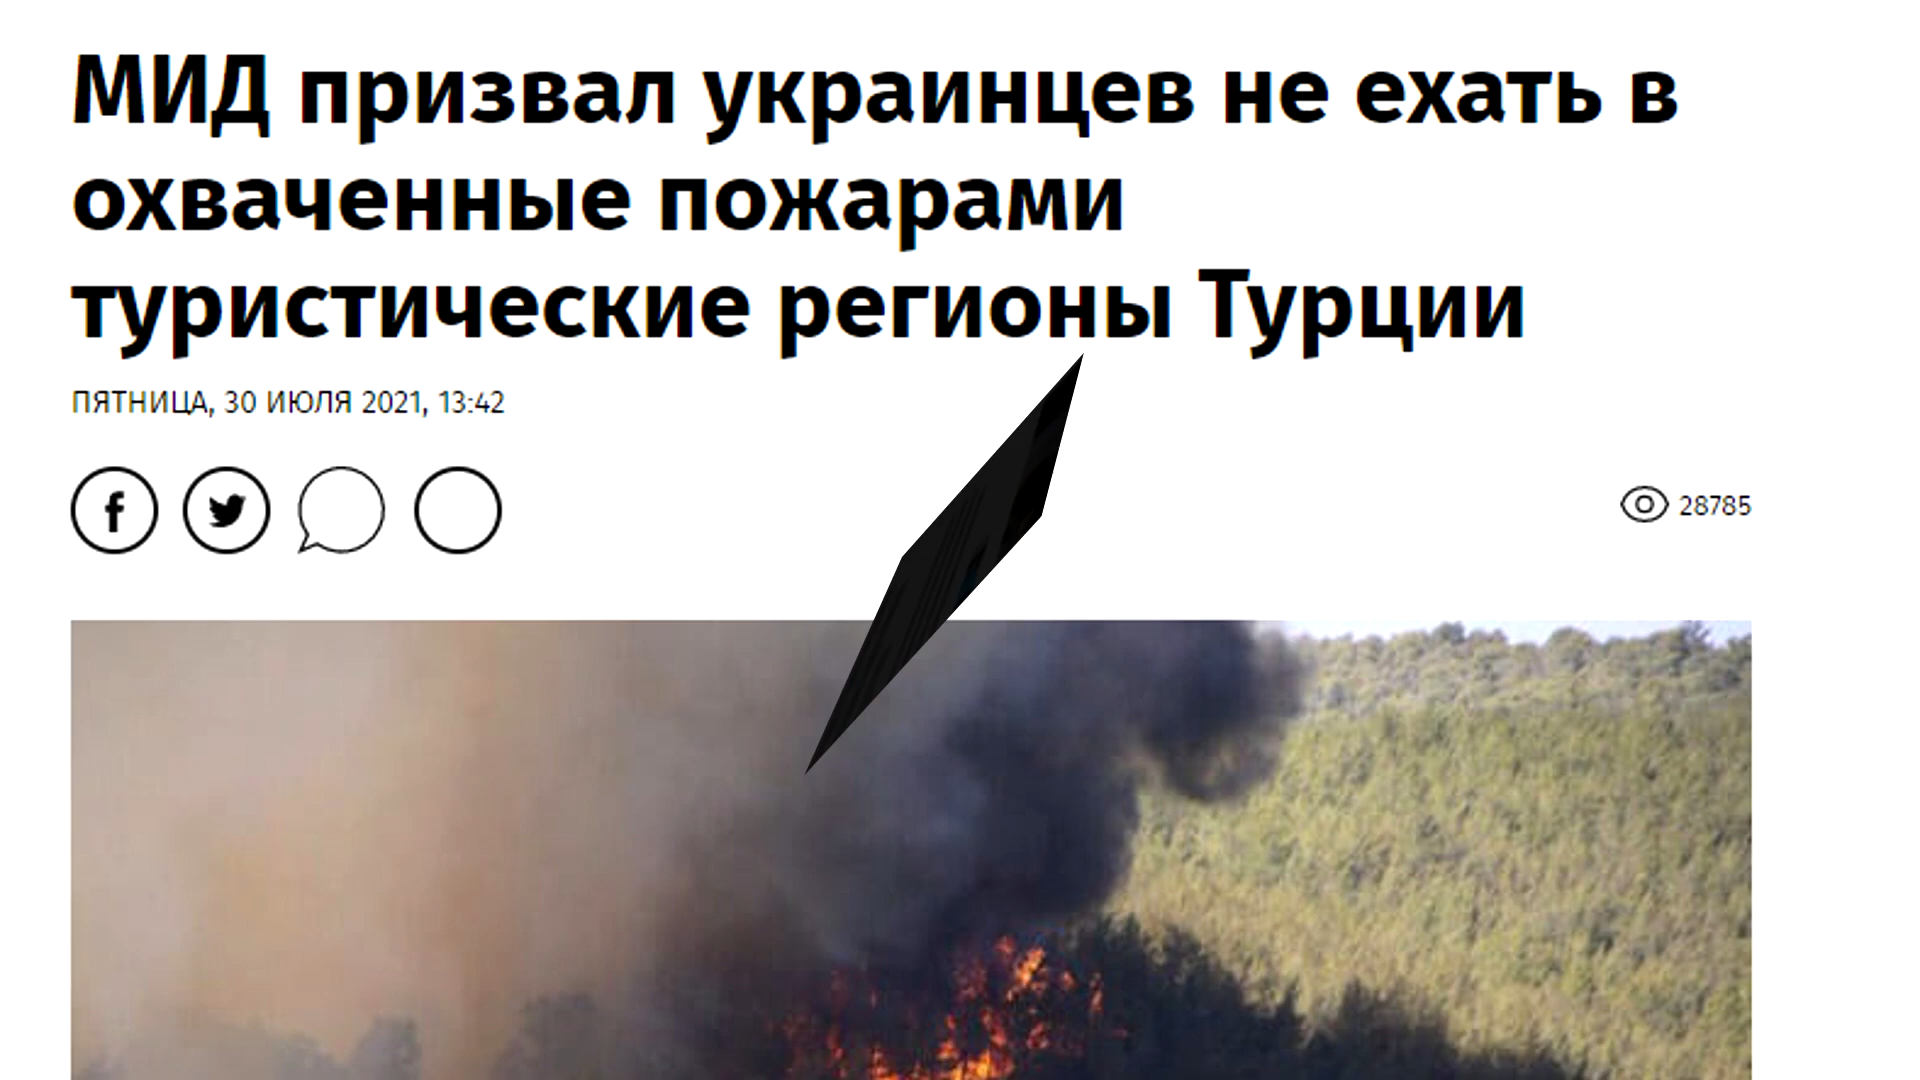 МИД призвал украинцев не ехать в
охваченные пожарами
туристические регионы Турции
ПЯТНИЦА, 30 ИЮЛЯ 2021, 13:42
28785